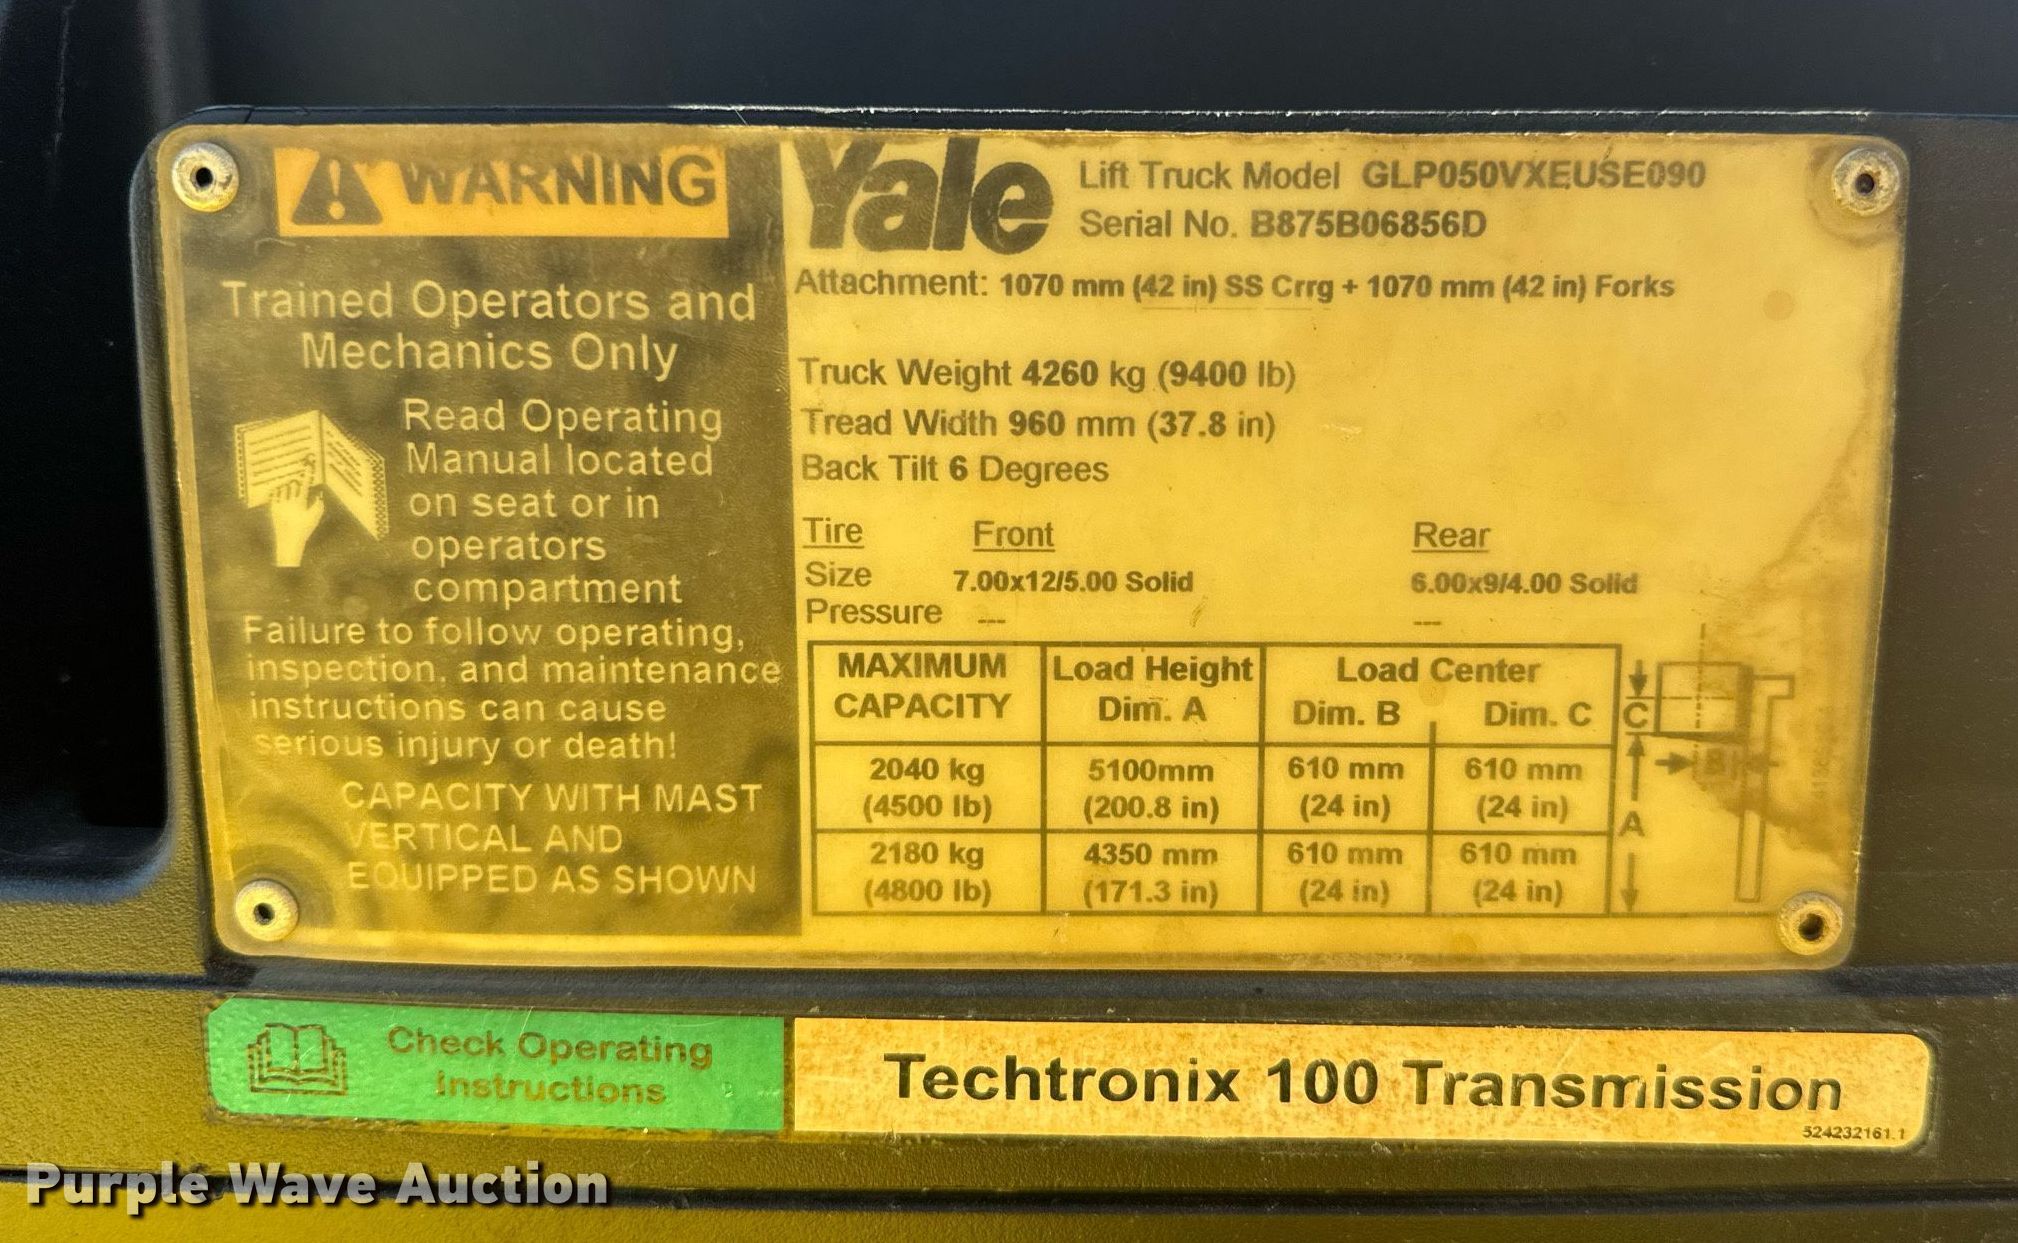 WARNING
Trained Operators and
Mechanics Only
Read Operating
Manual located
on seat or in
operators
compartment
Failure to follow operating,
inspection, and maintenance
instructions can cause
serious injury or death!
CAPACITY WITH MAST
VERTICAL AND
EQUIPPED AS SHOWN
Yale
Lift Truck Model GLP050VXEUSE090
Serial No. B875B06856D
Attachment: 1070 mm (42 in) SS Crrg + 1070 mm (42 in) Forks
Truck Weight 4260 kg (9400 lb)
Tread Width 960 mm (37.8 in)
Back Tilt 6 Degrees
Tire Front Rear
Size 7.00x12/5.00 Solid 6.00x9/4.00 Solid
Pressure --- ---
MAXIMUM Load Height Load Center
CAPACITY Dim. A Dim. B Dim. C
2040 kg 5100mm 610 mm 610 mm
(4500 lb) (200.8 in) (24 in) (24 in)
2180 kg 4350 mm 610 mm 610 mm
(4800 lb) (171.3 in) (24 in) (24 in)
C
B
A
Check Operating
Instructions
Techtronix 100 Transmission
524232161.1
Purple Wave Auction